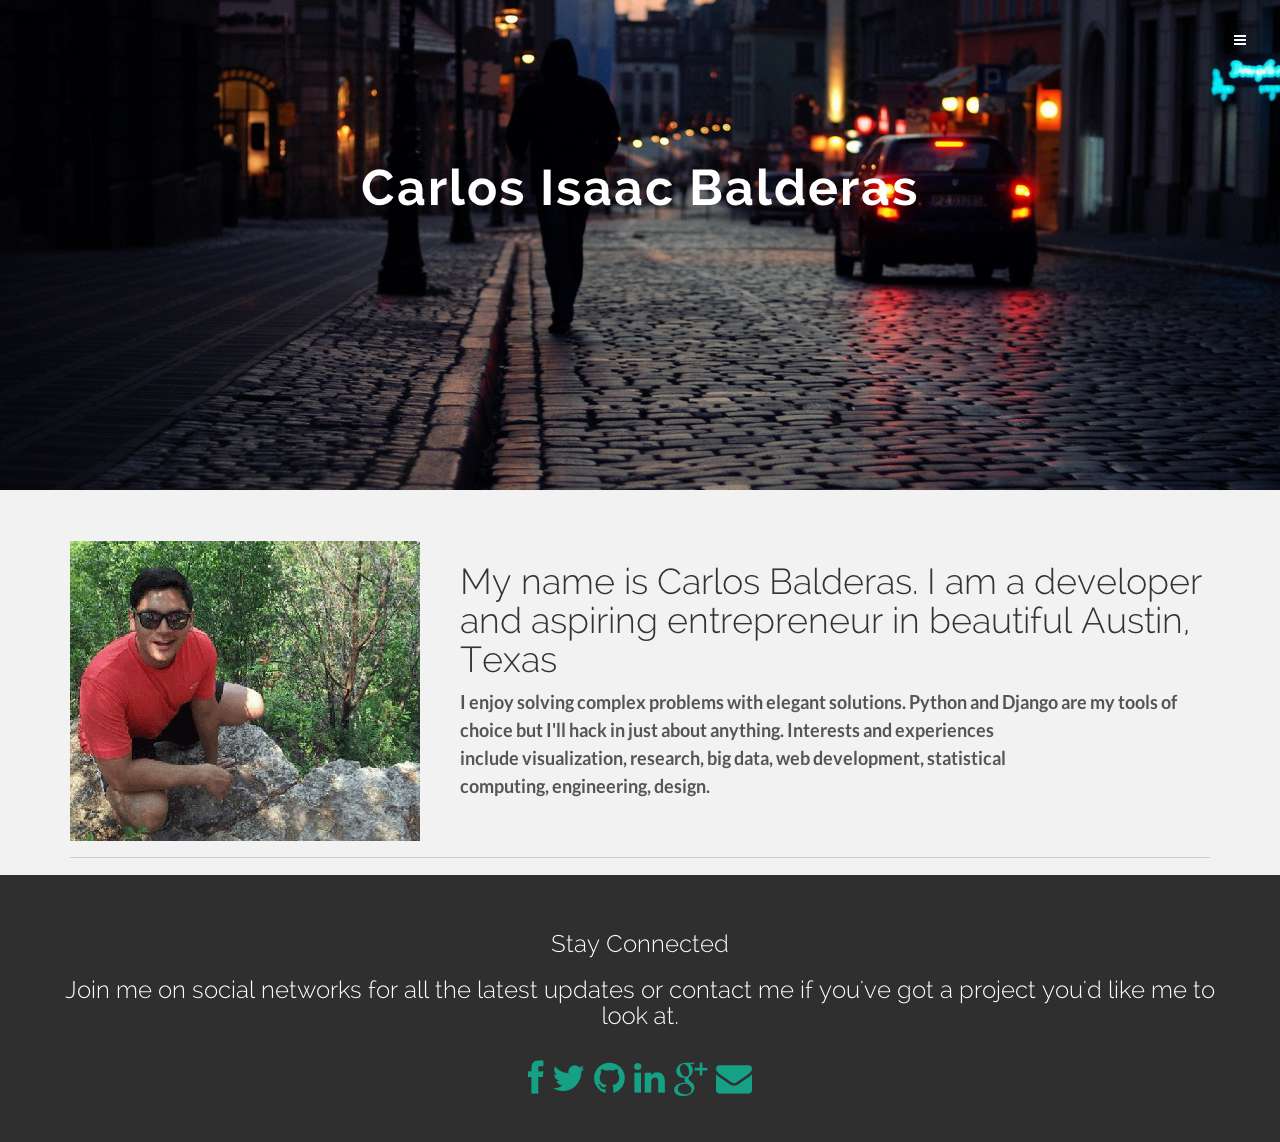 Carlos Isaac Balderas
My name is Carlos Balderas. I am a developer
and aspiring entrepreneur in beautiful Austin,
Texas
I enjoy solving complex problems with elegant solutions. Python and Django are my tools of
choice but I'll hack in just about anything. Interests and experiences
include visualization, research, big data, web development, statistical
computing, engineering, design.
Stay Connected
Join me on social networks for all the latest updates or contact me if you've got a project you'd like me to
look at.